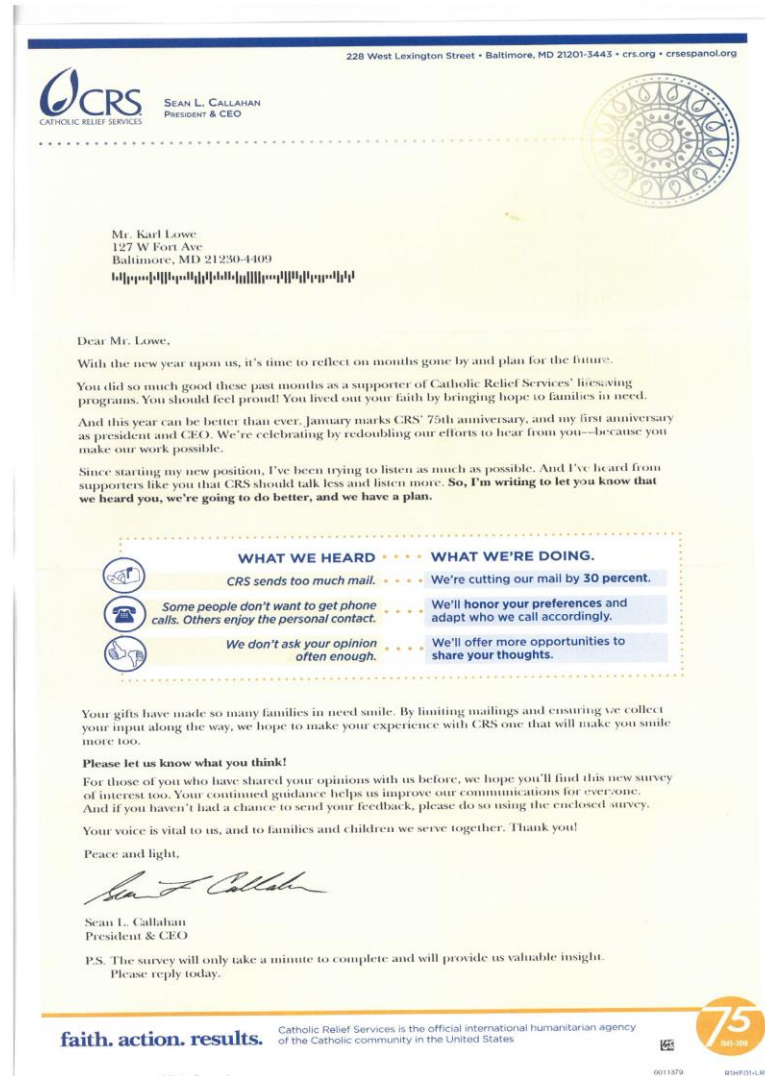 228 West Lexington Street • Baltimore, MD 21201-3443 • crs.org • crsespanol.org
CRS
CATHOLIC RELIEF SERVICES
SEAN L. CALLAHAN
PRESIDENT & CEO
Mr. Karl Lowe
127 W Fort Ave
Baltimore, MD 21230-4409
Dear Mr. Lowe,
With the new year upon us, it's time to reflect on months gone by and plan for the future.
You did so much good these past months as a supporter of Catholic Relief Services' lifesaving
programs. You should feel proud! You lived out your faith by bringing hope to families in need.
And this year can be better than ever. January marks CRS' 75th anniversary, and my first anniversary
as president and CEO. We're celebrating by redoubling our efforts to hear from you—because you
make our work possible.
Since starting my new position, I've been trying to listen as much as possible. And I've heard from
supporters like you that CRS should talk less and listen more. So, I'm writing to let you know that
we heard you, we're going to do better, and we have a plan.
WHAT WE HEARD • • • • WHAT WE'RE DOING.
CRS sends too much mail. • • • • We're cutting our mail by 30 percent.
Some people don't want to get phone
calls. Others enjoy the personal contact. • • • • We'll honor your preferences and
adapt who we call accordingly.
We don't ask your opinion
often enough. • • • • We'll offer more opportunities to
share your thoughts.
Your gifts have made so many families in need smile. By limiting mailings and ensuring we collect
your input along the way, we hope to make your experience with CRS one that will make you smile
more too.
Please let us know what you think!
For those of you who have shared your opinions with us before, we hope you'll find this new survey
of interest too. Your continued guidance helps us improve our communications for everyone.
And if you haven't had a chance to send your feedback, please do so using the enclosed survey.
Your voice is vital to us, and to families and children we serve together. Thank you!
Peace and light,
Sean L. Callahan
Sean L. Callahan
President & CEO
P.S. The survey will only take a minute to complete and will provide us valuable insight.
Please reply today.
faith. action. results.
Catholic Relief Services is the official international humanitarian agency
of the Catholic community in the United States
75
1943-2018
0011379
R1HF01-LR